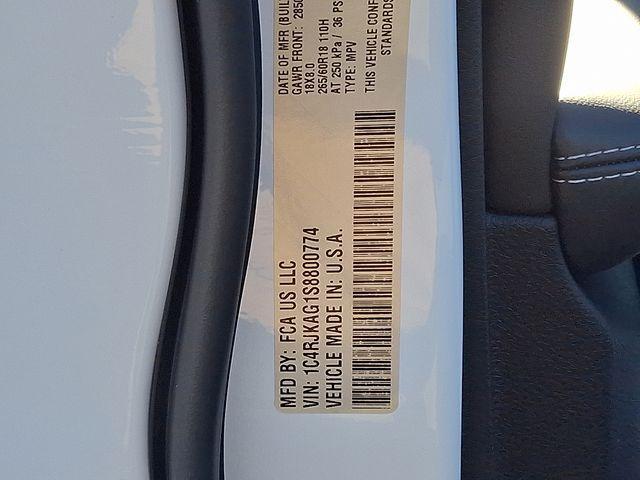 MFD BY: FCA US LLC
DATE OF MFR (BUIL
VIN: 1C4RJKAG1S8800774
GAWR FRONT: 285
18X8.0
VEHICLE MADE IN: U.S.A.
265/60R18 110H
AT 250 kPa / 36 PS
TYPE: MPV
THIS VEHICLE CONF
STANDARDS